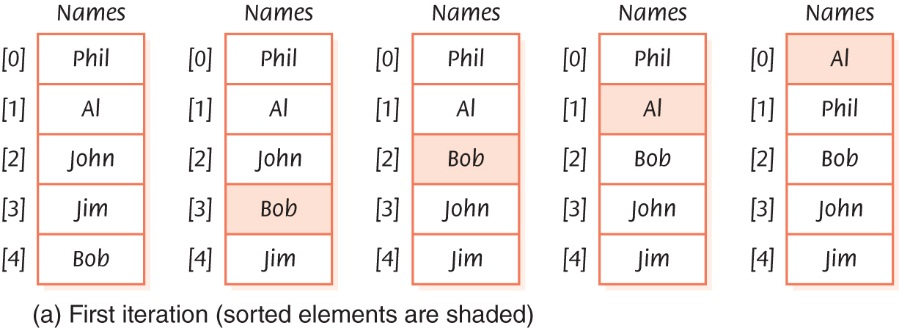 Names Names Names Names Names
[0] Phil [0] Phil [0] Phil [0] Phil [0] Al
[1] Al [1] Al [1] Al [1] Al [1] Phil
[2] John [2] John [2] Bob [2] Bob [2] Bob
[3] Jim [3] Bob [3] John [3] John [3] John
[4] Bob [4] Jim [4] Jim [4] Jim [4] Jim
(a) First iteration (sorted elements are shaded)